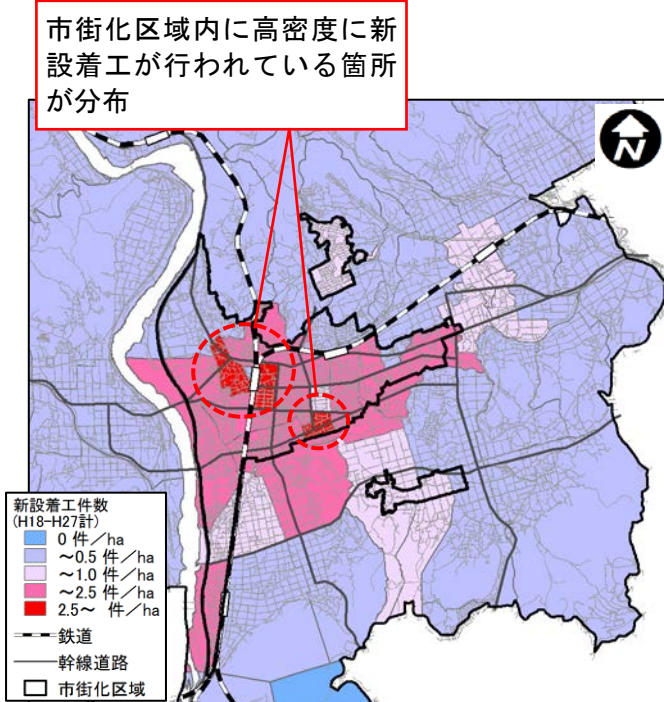 市街化区域内に高密度に新
設着工が行われている箇所
が分布
N
新設着工件数
(H18-H27計)
0 件/ha
～0.5 件/ha
～1.0 件/ha
～2.5 件/ha
2.5～ 件/ha
鉄道
幹線道路
市街化区域